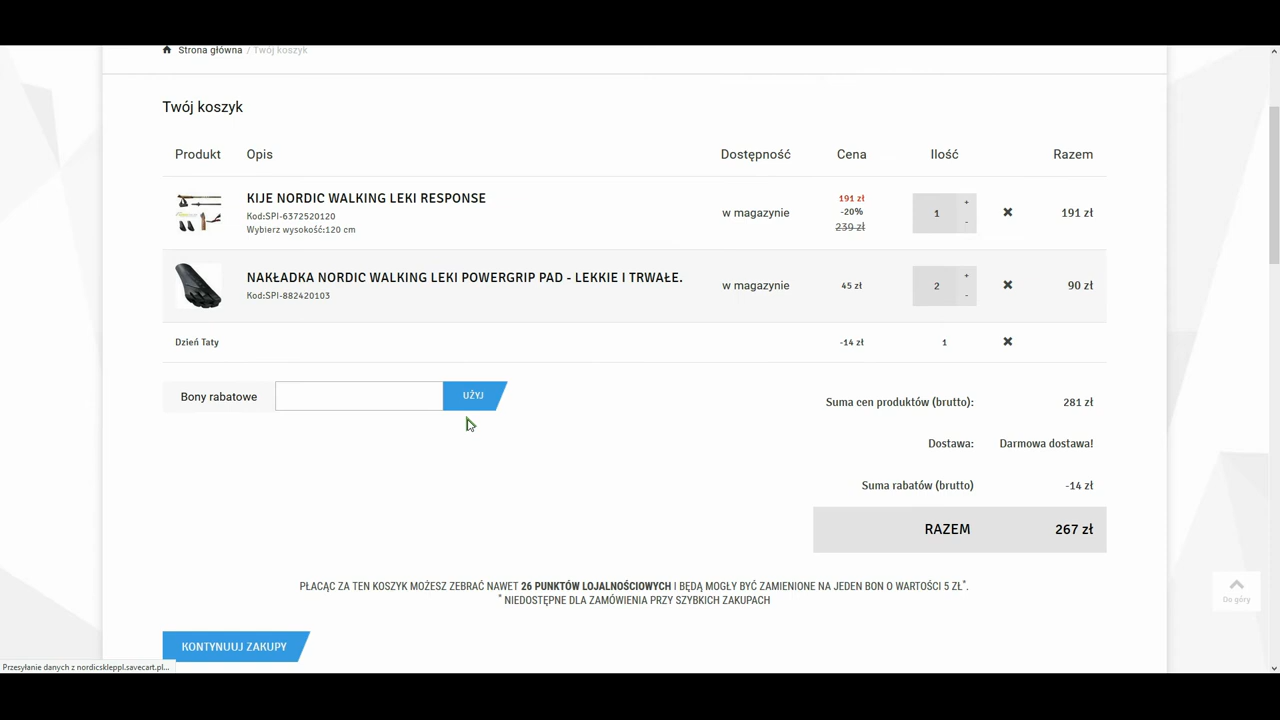 Strona główna / Twój koszyk
Twój koszyk
Produkt Opis Dostępność Cena Ilość Razem
KIJE NORDIC WALKING LEKI RESPONSE
Kod:SPI-6372520120
Wybierz wysokość:120 cm
w magazynie
191 zł
-20%
239 zł
1
+
-
191 zł
NAKŁADKA NORDIC WALKING LEKI POWERGRIP PAD - LEKKIE I TRWAŁE.
Kod:SPI-882420103
w magazynie
45 zł
2
+
-
90 zł
Dzień Taty -14 zł 1
Bony rabatowe UŻYJ
Suma cen produktów (brutto): 281 zł
Dostawa: Darmowa dostawa!
Suma rabatów (brutto) -14 zł
RAZEM 267 zł
PŁACĄC ZA TEN KOSZYK MOŻESZ ZEBRAĆ NAWET 26 PUNKTÓW LOJALNOŚCIOWYCH I BĘDĄ MOGŁY BYĆ ZAMIENIONE NA JEDEN BON O WARTOŚCI 5 ZŁ*.
* NIEDOSTĘPNE DLA ZAMÓWIENIA PRZY SZYBKICH ZAKUPACH
Do góry
KONTYNUUJ ZAKUPY
Przesyłanie danych z nordicskleppl.savecart.pl...